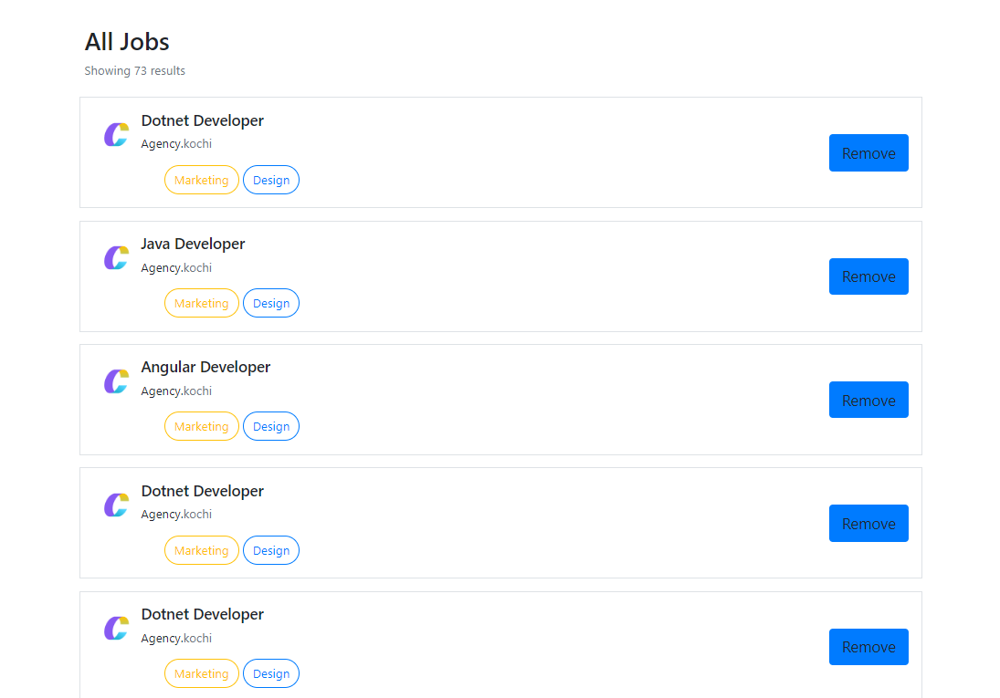 All Jobs
Showing 73 results
Dotnet Developer
Agency.kochi
Remove
Marketing Design
Java Developer
Agency.kochi
Remove
Marketing Design
Angular Developer
Agency.kochi
Remove
Marketing Design
Dotnet Developer
Agency.kochi
Remove
Marketing Design
Dotnet Developer
Agency.kochi
Remove
Marketing Design